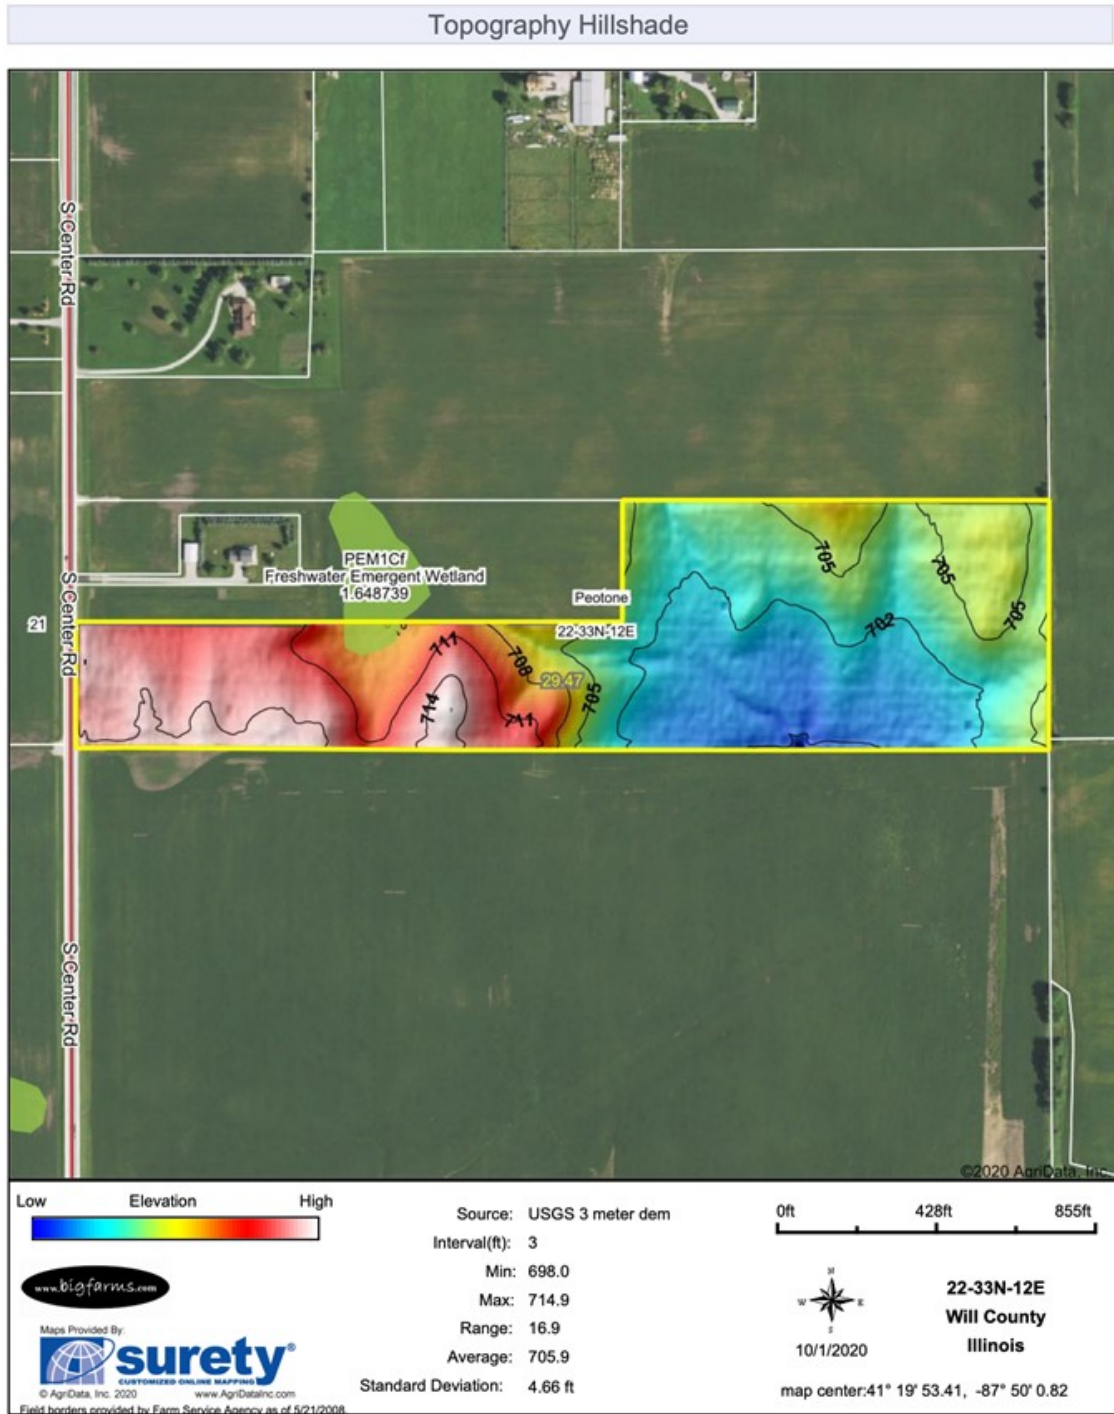 Topography Hillshade
S Center Rd
PEM1Cf
Freshwater Emergent Wetland
1.648739
S Center Rd
Peotone
21
22-33N-12E
705
705
705
702
711
708
29.47
705
714
711
S Center Rd
©2020 AgriData, Inc.
Low Elevation High
Source: USGS 3 meter dem
Interval(ft): 3
Min: 698.0
Max: 714.9
Range: 16.9
Average: 705.9
Standard Deviation: 4.66 ft
0ft 428ft 855ft
N
W E
S
10/1/2020
22-33N-12E
Will County
Illinois
map center:41° 19' 53.41, -87° 50' 0.82
www.bigfarms.com
Maps Provided By:
surety®
CUSTOMIZED ONLINE MAPPING
© AgriData, Inc. 2020 www.AgriDataInc.com
Field borders provided by Farm Service Agency as of 5/21/2008.